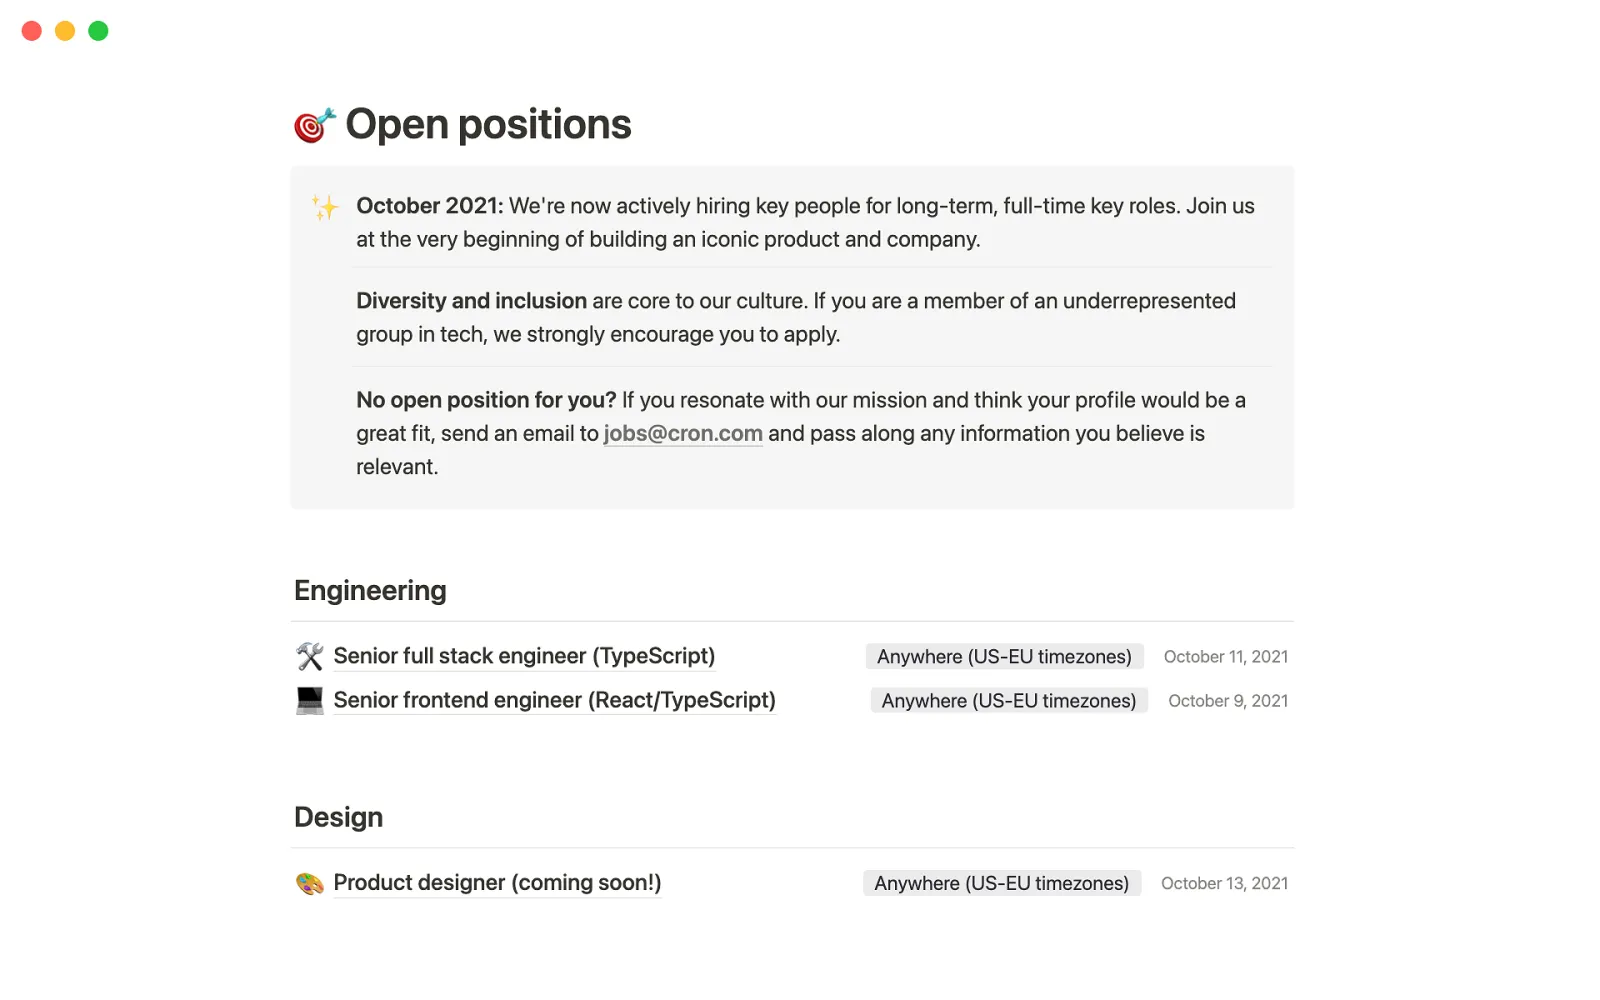 Open positions
October 2021: We're now actively hiring key people for long-term, full-time key roles. Join us
at the very beginning of building an iconic product and company.
Diversity and inclusion are core to our culture. If you are a member of an underrepresented
group in tech, we strongly encourage you to apply.
No open position for you? If you resonate with our mission and think your profile would be a
great fit, send an email to jobs@cron.com and pass along any information you believe is
relevant.
Engineering
Senior full stack engineer (TypeScript) Anywhere (US-EU timezones) October 11, 2021
Senior frontend engineer (React/TypeScript) Anywhere (US-EU timezones) October 9, 2021
Design
Product designer (coming soon!) Anywhere (US-EU timezones) October 13, 2021